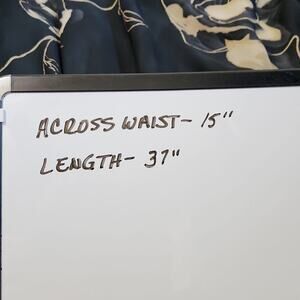 ACROSS WAIST- 15"
LENGTH- 37"